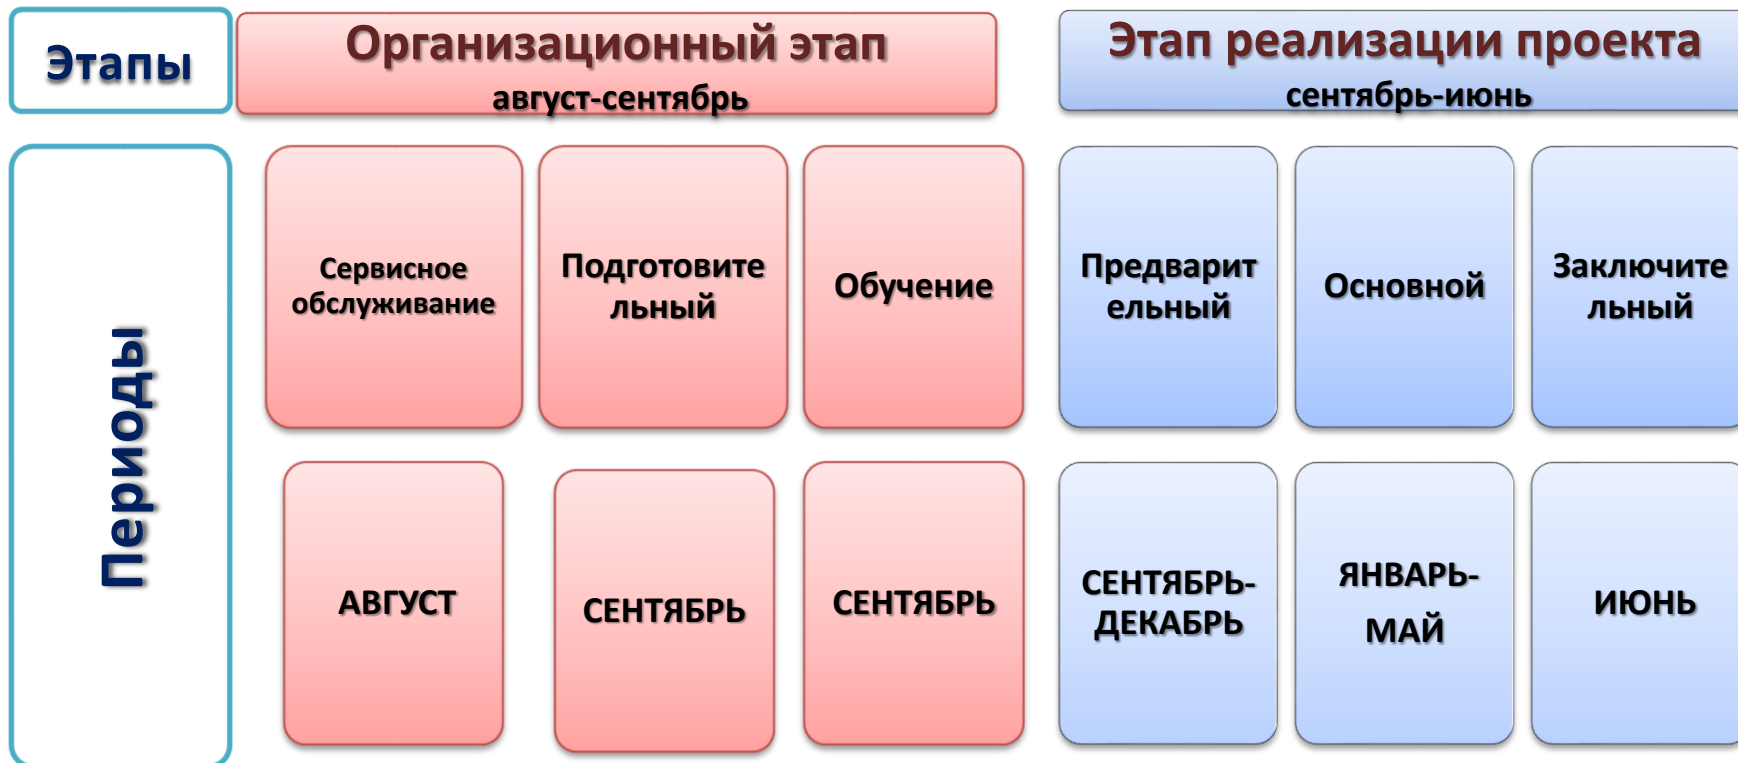 Этапы
Организационный этап
август-сентябрь
Этап реализации проекта
сентябрь-июнь
Периоды
Сервисное
обслуживание
Подготовите
льный
Обучение
Предварит
ельный
Основной
Заключите
льный
АВГУСТ
СЕНТЯБРЬ
СЕНТЯБРЬ
СЕНТЯБРЬ-
ДЕКАБРЬ
ЯНВАРЬ-
МАЙ
ИЮНЬ